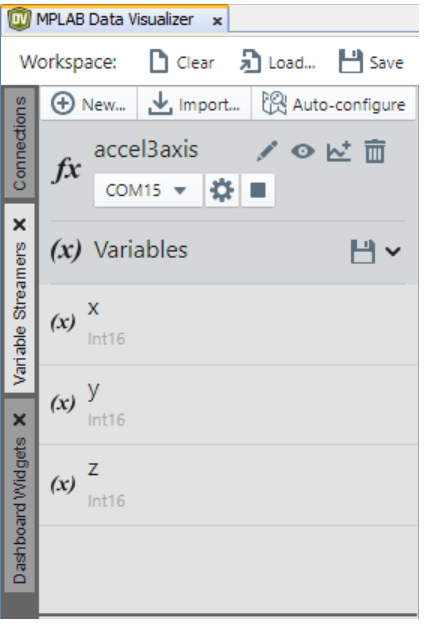 DV MPLAB Data Visualizer x
Workspace: Clear Load... Save
Connections
Variable Streamers
Dashboard Widgets
New... Import... Auto-configure
fx accel3axis
COM15
(x) Variables
(x) x
Int16
(x) y
Int16
(x) z
Int16